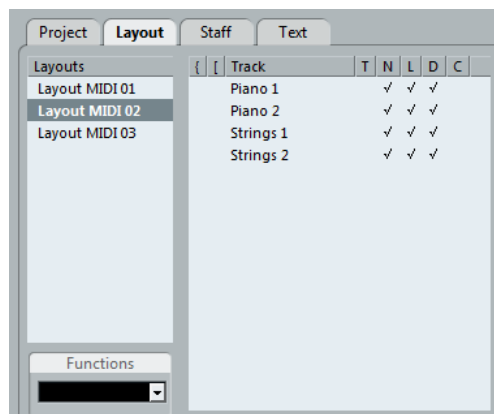 Project Layout Staff Text
Layouts
Layout MIDI 01
Layout MIDI 02
Layout MIDI 03
Functions
{ [ Track T N L D C
Piano 1 √ √ √
Piano 2 √ √ √
Strings 1 √ √ √
Strings 2 √ √ √